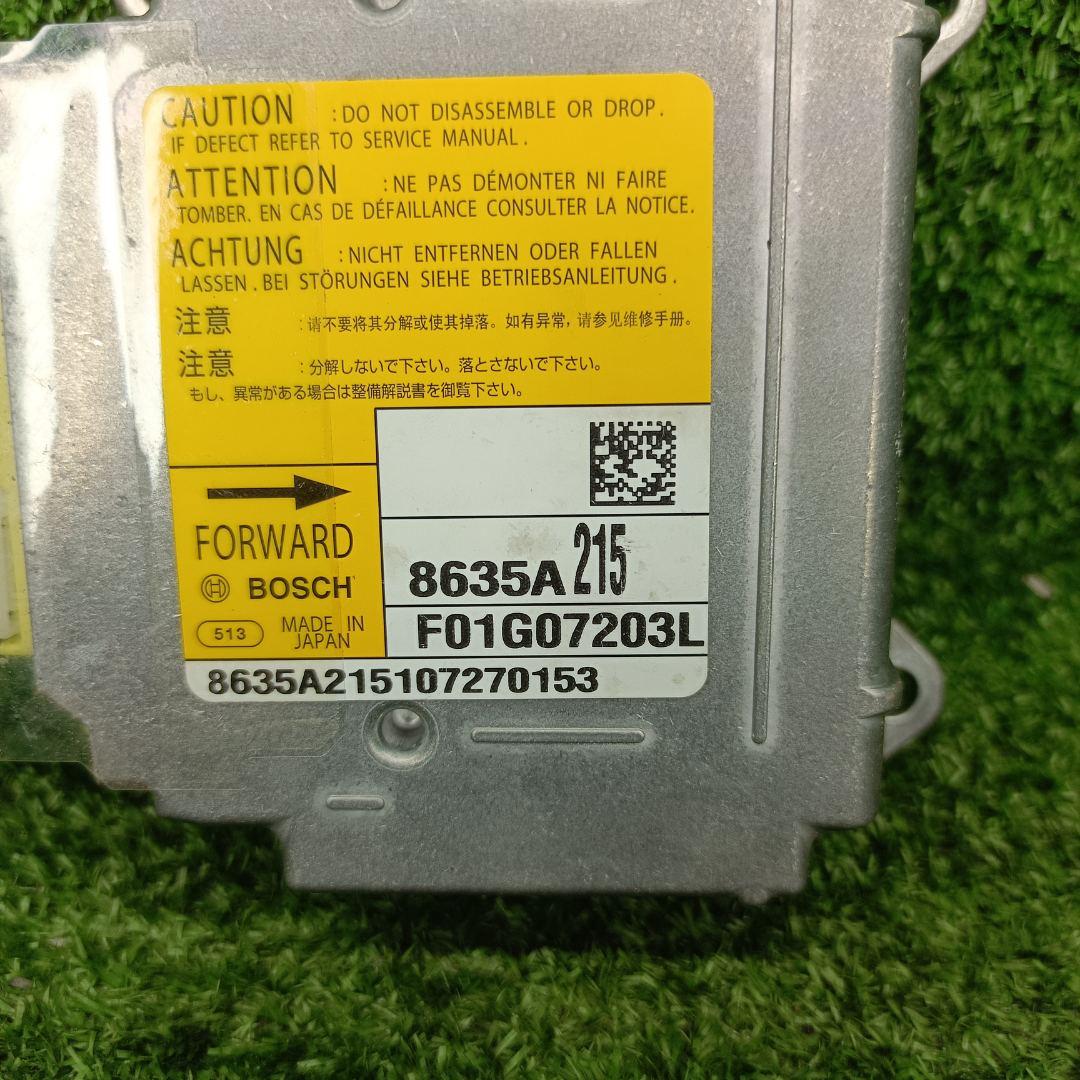 CAUTION :DO NOT DISASSEMBLE OR DROP.
IF DEFECT REFER TO SERVICE MANUAL.
ATTENTION :NE PAS DÉMONTER NI FAIRE
TOMBER. EN CAS DE DÉFAILLANCE CONSULTER LA NOTICE.
ACHTUNG :NICHT ENTFERNEN ODER FALLEN
LASSEN. BEI STÖRUNGEN SIEHE BETRIEBSANLEITUNG.
注意 :请不要将其分解或使其掉落。如有异常,请参见维修手册。
注意 :分解しないで下さい。落とさないで下さい。
もし、異常がある場合は整備解説書を御覧下さい。
FORWARD
BOSCH
513 MADE IN
JAPAN
8635A215
F01G07203L
8635A215107270153